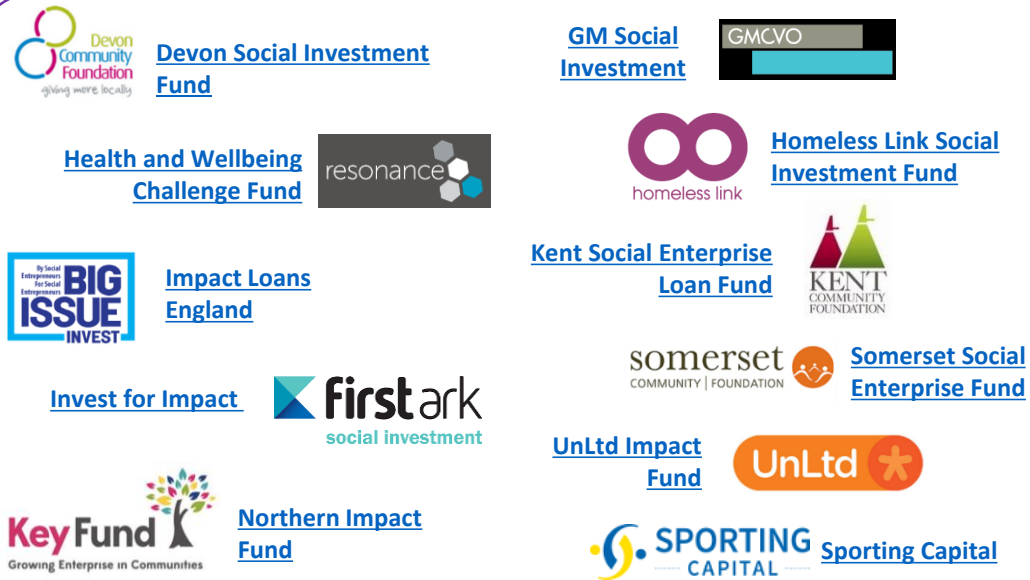 Devon
Community
Foundation
giving more locally
Devon Social Investment
Fund
Health and Wellbeing
Challenge Fund
resonance
By Social
Entrepreneurs
For Social
Entrepreneurs
BIG
ISSUE
INVEST
Impact Loans
England
Invest for Impact
first ark
social investment
KeyFund
Growing Enterprise in Communities
Northern Impact
Fund
GM Social
Investment
GMCVO
homeless link
Homeless Link Social
Investment Fund
Kent Social Enterprise
Loan Fund
KENT
COMMUNITY
FOUNDATION
somerset
COMMUNITY | FOUNDATION
Somerset Social
Enterprise Fund
UnLtd Impact
Fund
UnLtd
SPORTING
CAPITAL
Sporting Capital